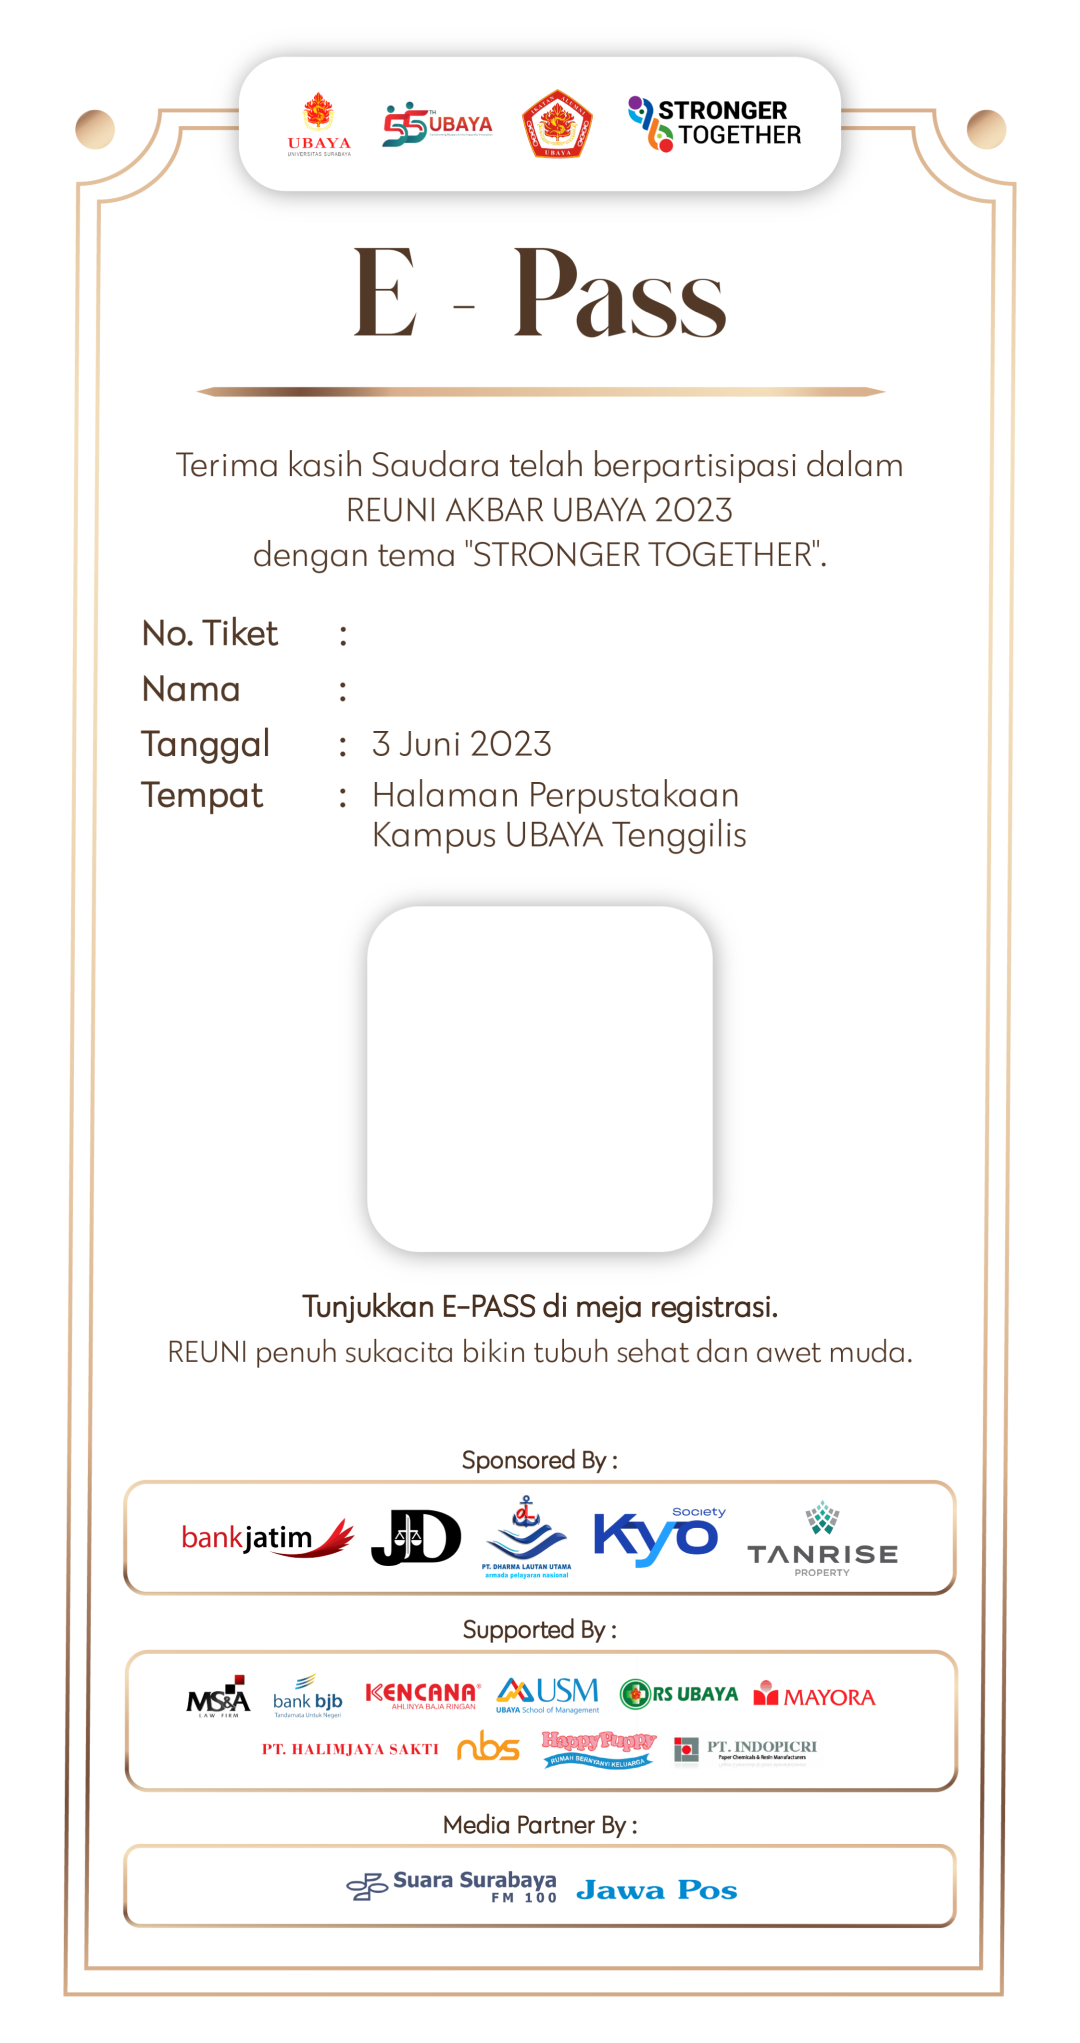 UBAYA
UNIVERSITAS SURABAYA
55 TH UBAYA
IKATAN ALUMNI
UBAYA
STRONGER
TOGETHER
E - Pass
Terima kasih Saudara telah berpartisipasi dalam
REUNI AKBAR UBAYA 2023
dengan tema "STRONGER TOGETHER".
No. Tiket :
Nama :
Tanggal : 3 Juni 2023
Tempat : Halaman Perpustakaan
Kampus UBAYA Tenggilis
Tunjukkan E-PASS di meja registrasi.
REUNI penuh sukacita bikin tubuh sehat dan awet muda.
Sponsored By :
bankjatim
JD
dL
PT. DHARMA LAUTAN UTAMA
armada pelayaran nasional
Kyo Society
TANRISE
PROPERTY
Supported By :
MS&A
LAW FIRM
bank bjb
Tandamata Untuk Negeri
KENCANA®
AHLINYA BAJA RINGAN
USM
UBAYA School of Management
RS UBAYA
MAYORA
PT. HALIMJAYA SAKTI
nbs
HappyPuppy
RUMAH BERNYANYI KELUARGA
PT. INDOPICRI
Paper Chemicals & Resin Manufacturers
Media Partner By :
Suara Surabaya
FM 100
Jawa Pos